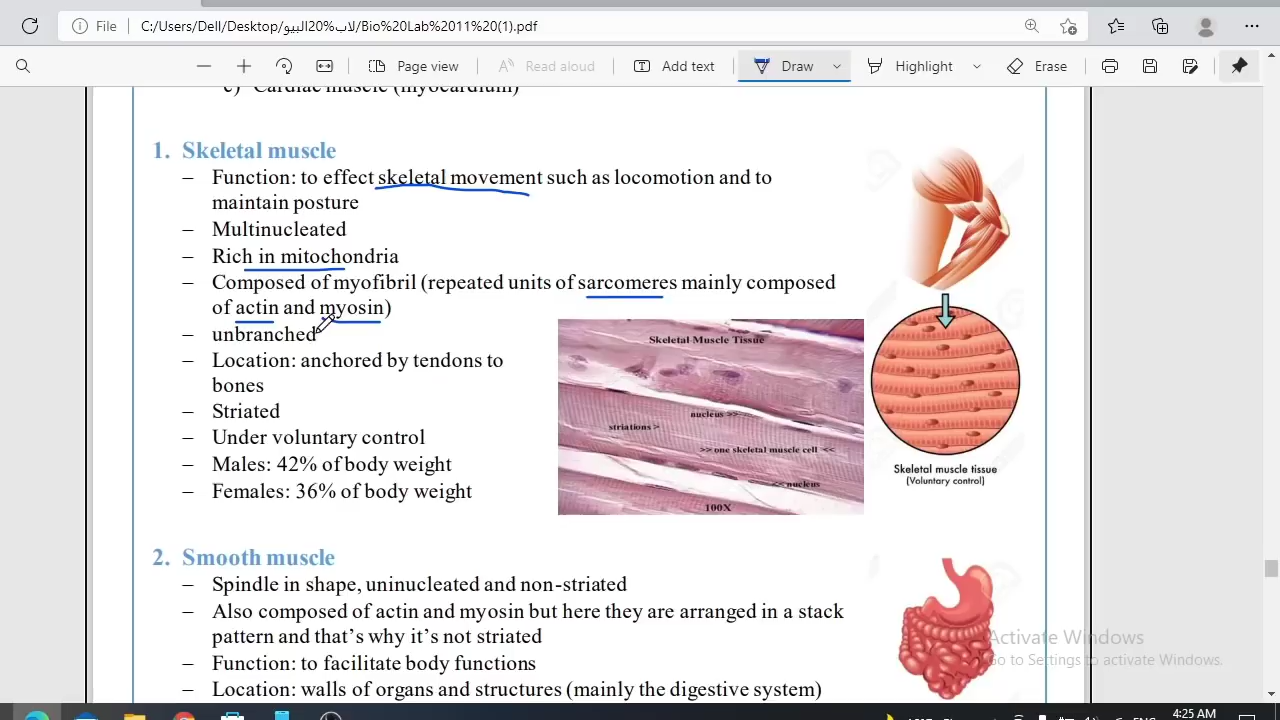 File
C:/Users/Dell/Desktop/لاب%20البيو/Bio%20Lab%2011%20(1).pdf
Page view
Read aloud
Add text
Draw
Highlight
Erase
c) Cardiac muscle (myocardium)
1. Skeletal muscle
– Function: to effect skeletal movement such as locomotion and to
maintain posture
– Multinucleated
– Rich in mitochondria
– Composed of myofibril (repeated units of sarcomeres mainly composed
of actin and myosin)
– unbranched
– Location: anchored by tendons to
bones
– Striated
– Under voluntary control
– Males: 42% of body weight
– Females: 36% of body weight
Skeletal Muscle Tissue
nucleus >>
striations >
>> one skeletal muscle cell <<
<< nucleus
100X
Skeletal muscle tissue
(Voluntary control)
2. Smooth muscle
– Spindle in shape, uninucleated and non-striated
– Also composed of actin and myosin but here they are arranged in a stack
pattern and that’s why it’s not striated
– Function: to facilitate body functions
– Location: walls of organs and structures (mainly the digestive system)
Activate Windows
Go to Settings to activate Windows.
ENG
4:25 AM